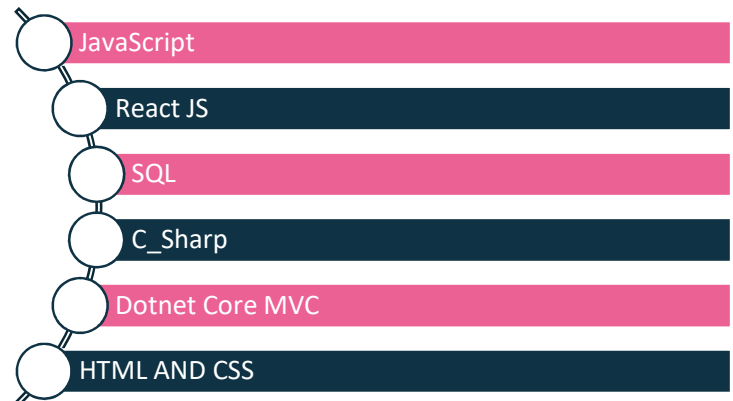 JavaScript
React JS
SQL
C_Sharp
Dotnet Core MVC
HTML AND CSS